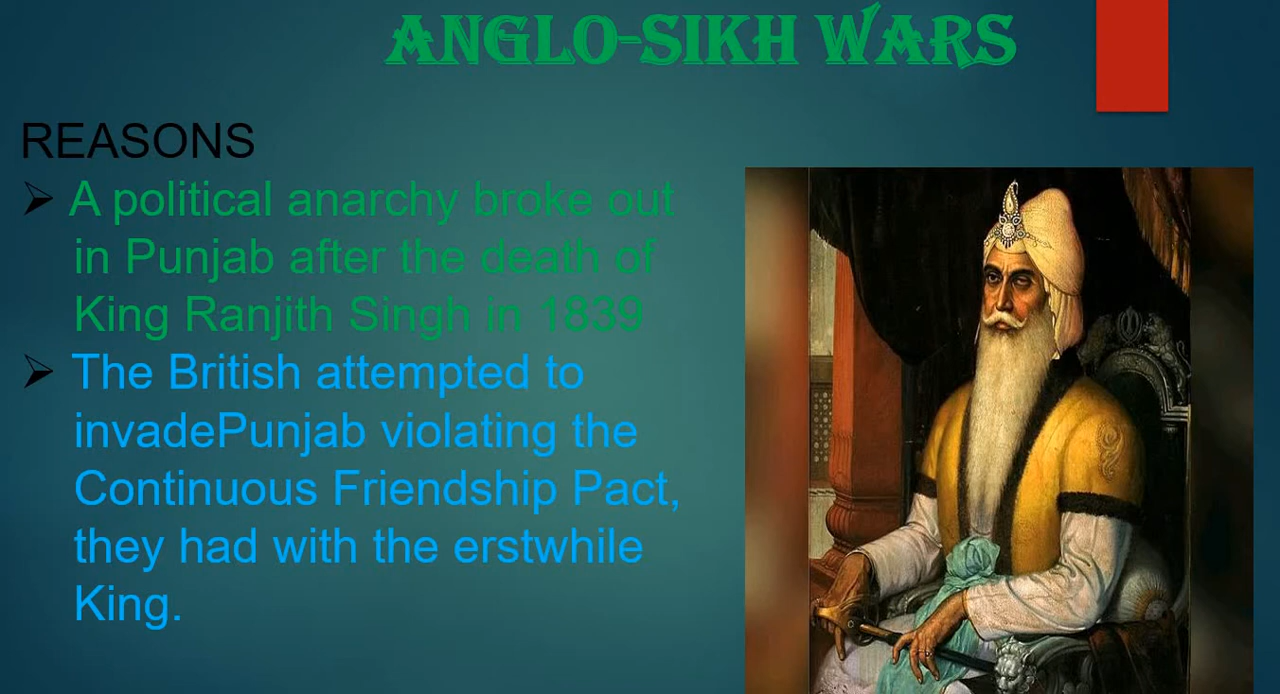 ANGLO-SIKH WARS
REASONS
➢ A political anarchy broke out
in Punjab after the death of
King Ranjith Singh in 1839
➢ The British attempted to
invadePunjab violating the
Continuous Friendship Pact,
they had with the erstwhile
King.